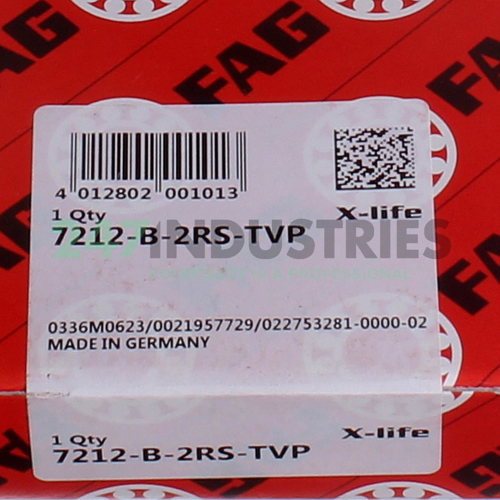 FAG
FAG
FAG
4 012802 001013
1 Qty
X-life
7212-B-2RS-TVP
247 INDUSTRIES
0336M0623/0021957729/022753281-0000-02
MADE IN GERMANY
1 Qty
X-life
7212-B-2RS-TVP